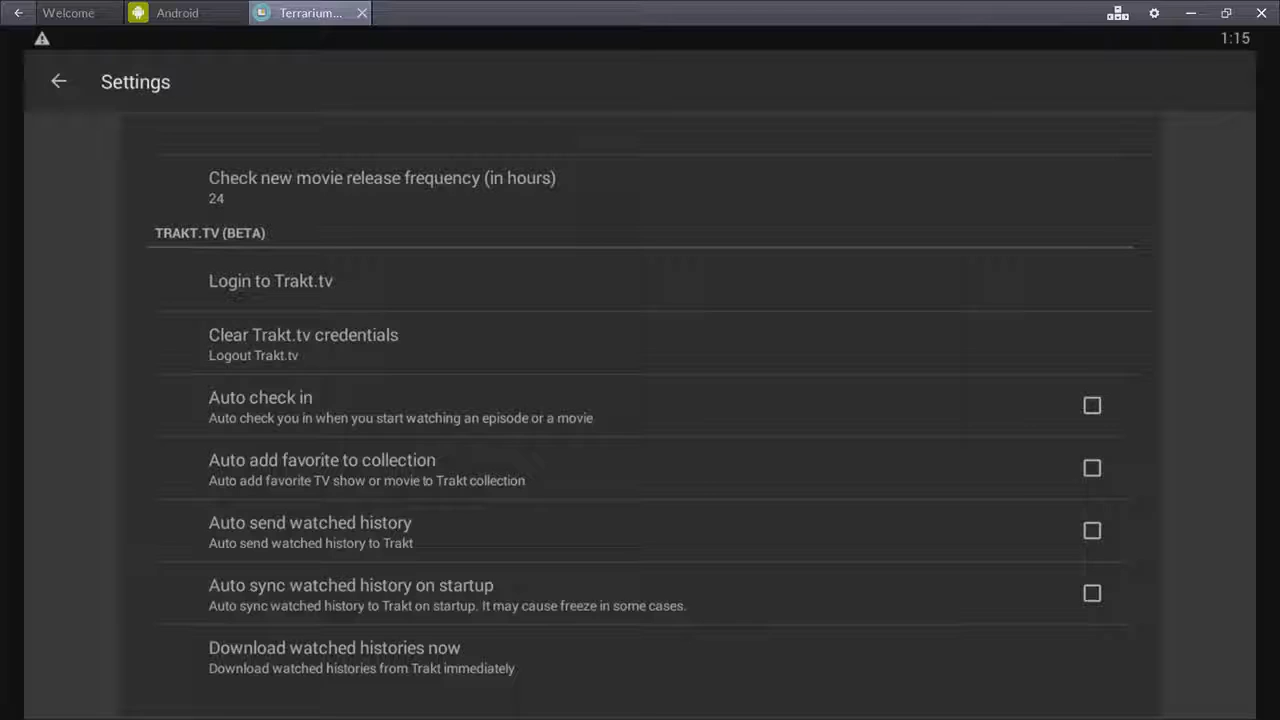 Welcome
Android
Terrarium...
1:15
Settings
Check new movie release frequency (in hours)
24
TRAKT.TV (BETA)
Login to Trakt.tv
Clear Trakt.tv credentials
Logout Trakt.tv
Auto check in
Auto check you in when you start watching an episode or a movie
Auto add favorite to collection
Auto add favorite TV show or movie to Trakt collection
Auto send watched history
Auto send watched history to Trakt
Auto sync watched history on startup
Auto sync watched history to Trakt on startup. It may cause freeze in some cases.
Download watched histories now
Download watched histories from Trakt immediately